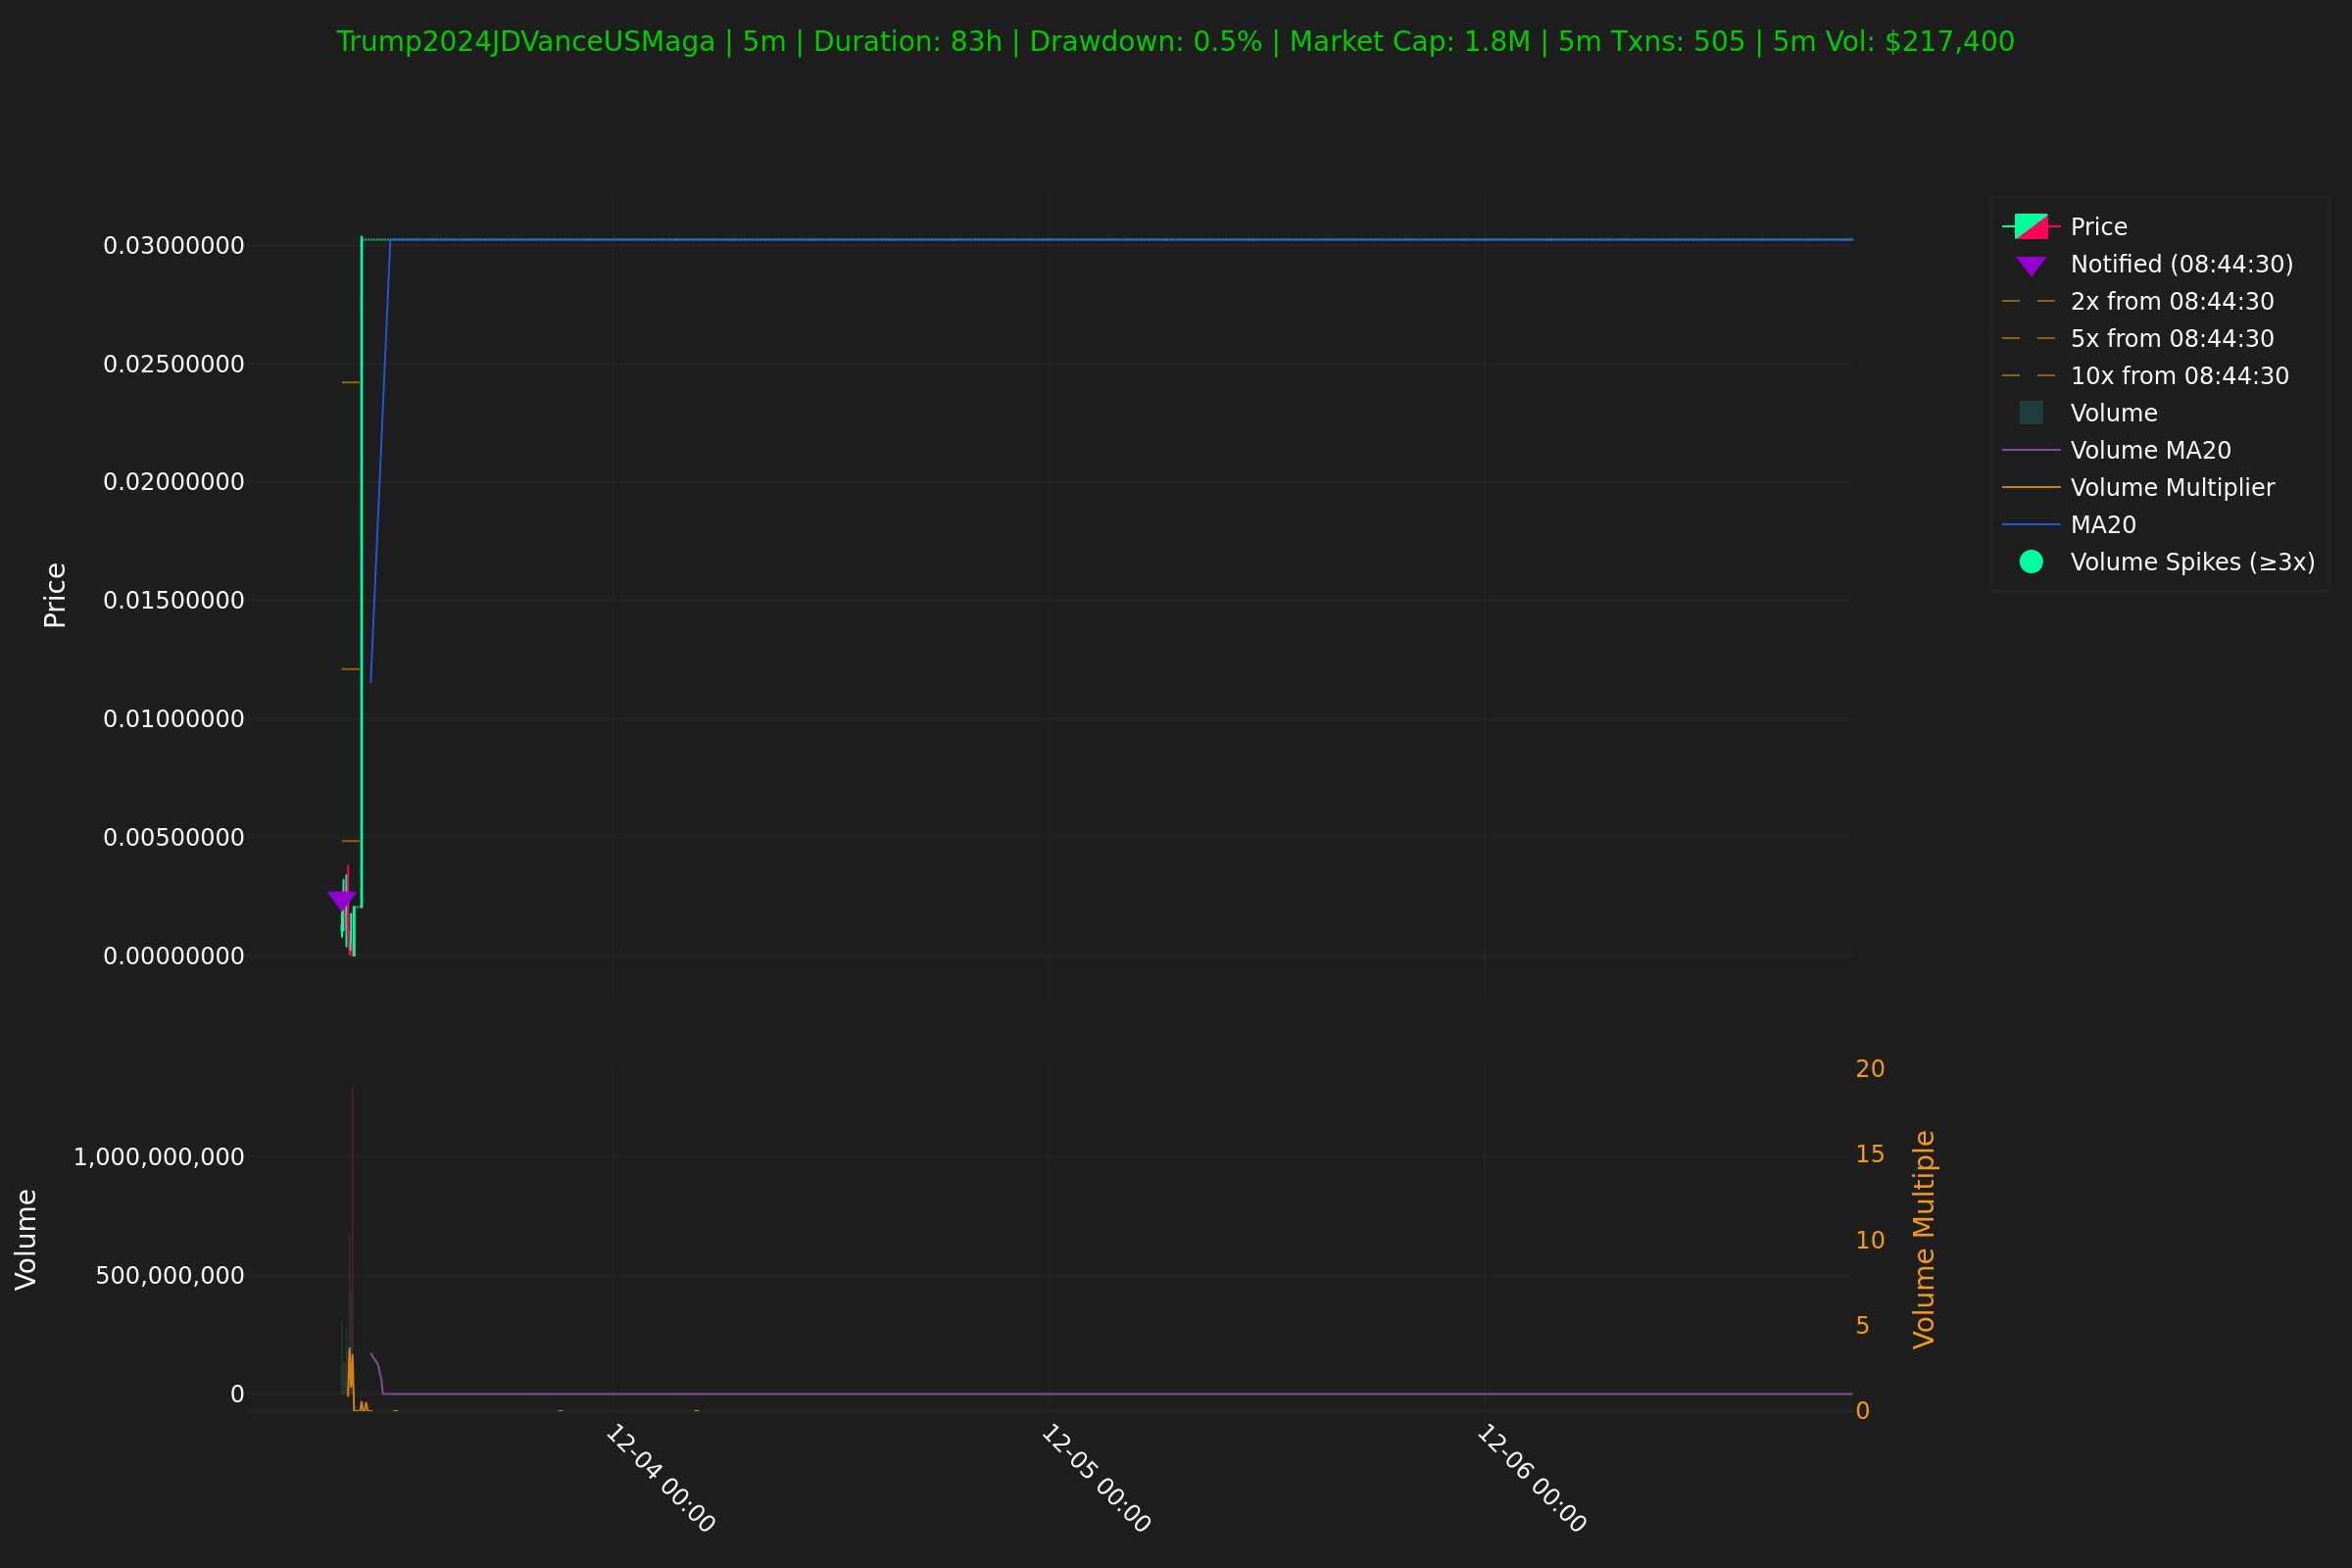 Trump2024JDVanceUSMaga | 5m | Duration: 83h | Drawdown: 0.5% | Market Cap: 1.8M | 5m Txns: 505 | 5m Vol: $217,400
Price
0.03000000
0.02500000
0.02000000
0.01500000
0.01000000
0.00500000
0.00000000
Price
Notified (08:44:30)
2x from 08:44:30
5x from 08:44:30
10x from 08:44:30
Volume
Volume MA20
Volume Multiplier
MA20
Volume Spikes (≥3x)
Volume
1,000,000,000
500,000,000
0
20
15
10
5
0
Volume Multiple
12-04 00:00
12-05 00:00
12-06 00:00